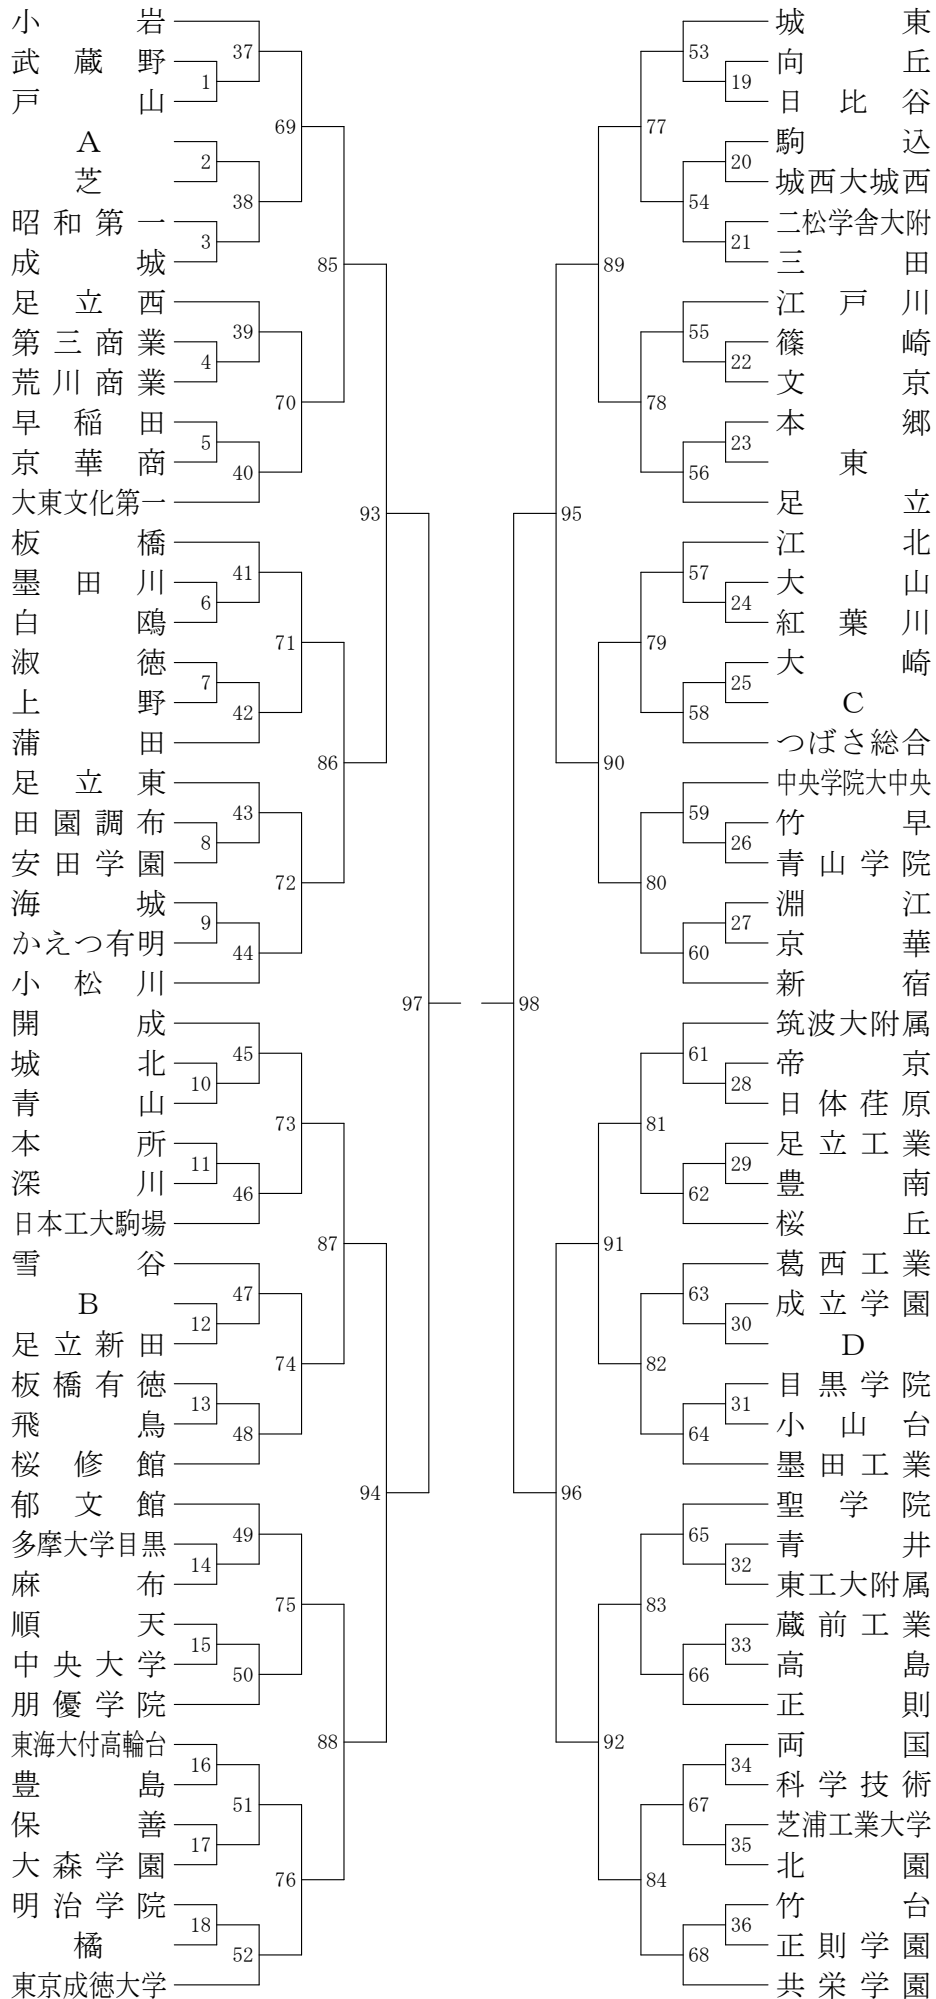 小岩
37
武蔵野
1
戸山
69
A
2
芝
38
昭和第一
3
成城
85
足立西
39
第三商業
4
荒川商業
70
早稲田
5
京華商
40
大東文化第一
93
板橋
41
墨田川
6
白鴎
71
淑徳
7
上野
42
蒲田
86
足立東
43
田園調布
8
安田学園
72
海城
9
かえつ有明
44
小松川
97
開成
45
城北
10
青山
73
本所
11
深川
46
日本工大駒場
87
雪谷
47
B
12
足立新田
74
板橋有徳
13
飛鳥
48
桜修館
94
郁文館
49
多摩大学目黒
14
麻布
75
順天
15
中央大学
50
朋優学院
88
東海大付高輪台
16
豊島
51
保善
17
大森学園
76
明治学院
18
橘
52
東京成徳大学
城東
53
向丘
19
日比谷
77
駒込
20
城西大城西
54
二松学舎大附
21
三田
89
江戸川
55
篠崎
22
文京
78
本郷
23
東
56
足立
95
江北
57
大山
24
紅葉川
79
大崎
25
C
58
つばさ総合
90
中央学院大中央
59
竹早
26
青山学院
80
淵江
27
京華
60
新宿
98
筑波大附属
61
帝京
28
日体荏原
81
足立工業
29
豊南
62
桜丘
91
葛西工業
63
成立学園
30
D
82
目黒学院
31
小山台
64
墨田工業
96
聖学院
65
青井
32
東工大附属
83
蔵前工業
33
高島
66
正則
92
両国
34
科学技術
67
芝浦工業大学
35
北園
84
竹台
36
正則学園
68
共栄学園